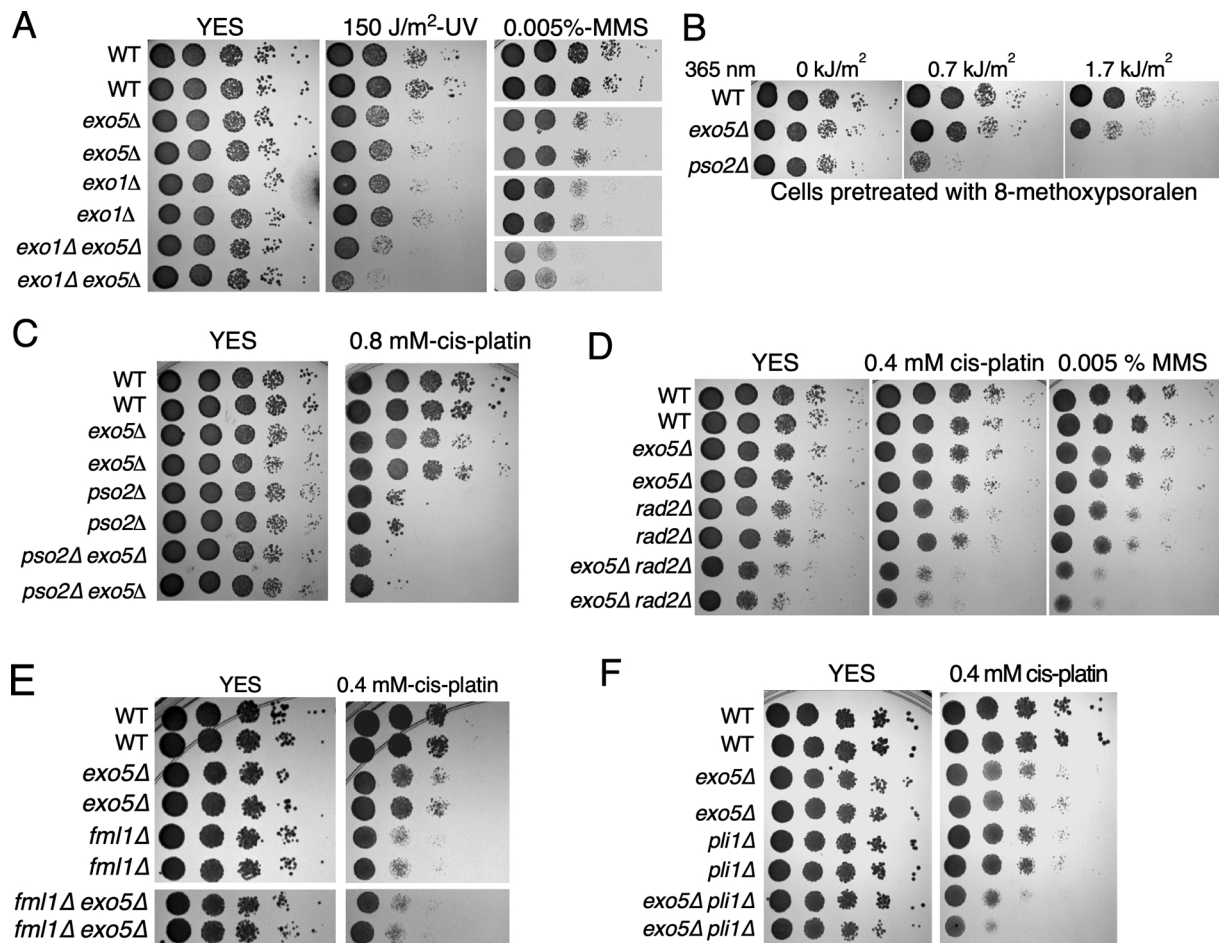 A
YES
150 J/m²-UV
0.005%-MMS
WT
WT
exo5Δ
exo5Δ
exo1Δ
exo1Δ
exo1Δ exo5Δ
exo1Δ exo5Δ
B
365 nm
0 kJ/m²
0.7 kJ/m²
1.7 kJ/m²
WT
exo5Δ
pso2Δ
Cells pretreated with 8-methoxypsoralen
C
YES
0.8 mM-cis-platin
WT
WT
exo5Δ
exo5Δ
pso2Δ
pso2Δ
pso2Δ exo5Δ
pso2Δ exo5Δ
D
YES
0.4 mM cis-platin
0.005 % MMS
WT
WT
exo5Δ
exo5Δ
rad2Δ
rad2Δ
exo5Δ rad2Δ
exo5Δ rad2Δ
E
YES
0.4 mM-cis-platin
WT
WT
exo5Δ
exo5Δ
fml1Δ
fml1Δ
fml1Δ exo5Δ
fml1Δ exo5Δ
F
YES
0.4 mM cis-platin
WT
WT
exo5Δ
exo5Δ
pli1Δ
pli1Δ
exo5Δ pli1Δ
exo5Δ pli1Δ